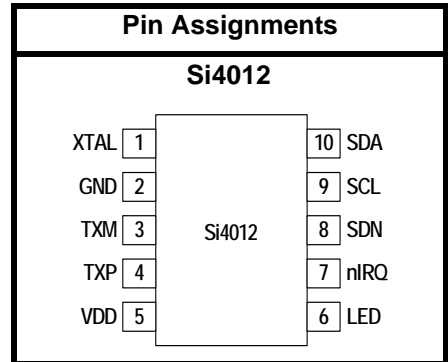 Pin Assignments
Si4012
XTAL 1 10 SDA
GND 2 9 SCL
TXM 3 Si4012 8 SDN
TXP 4 7 nIRQ
VDD 5 6 LED